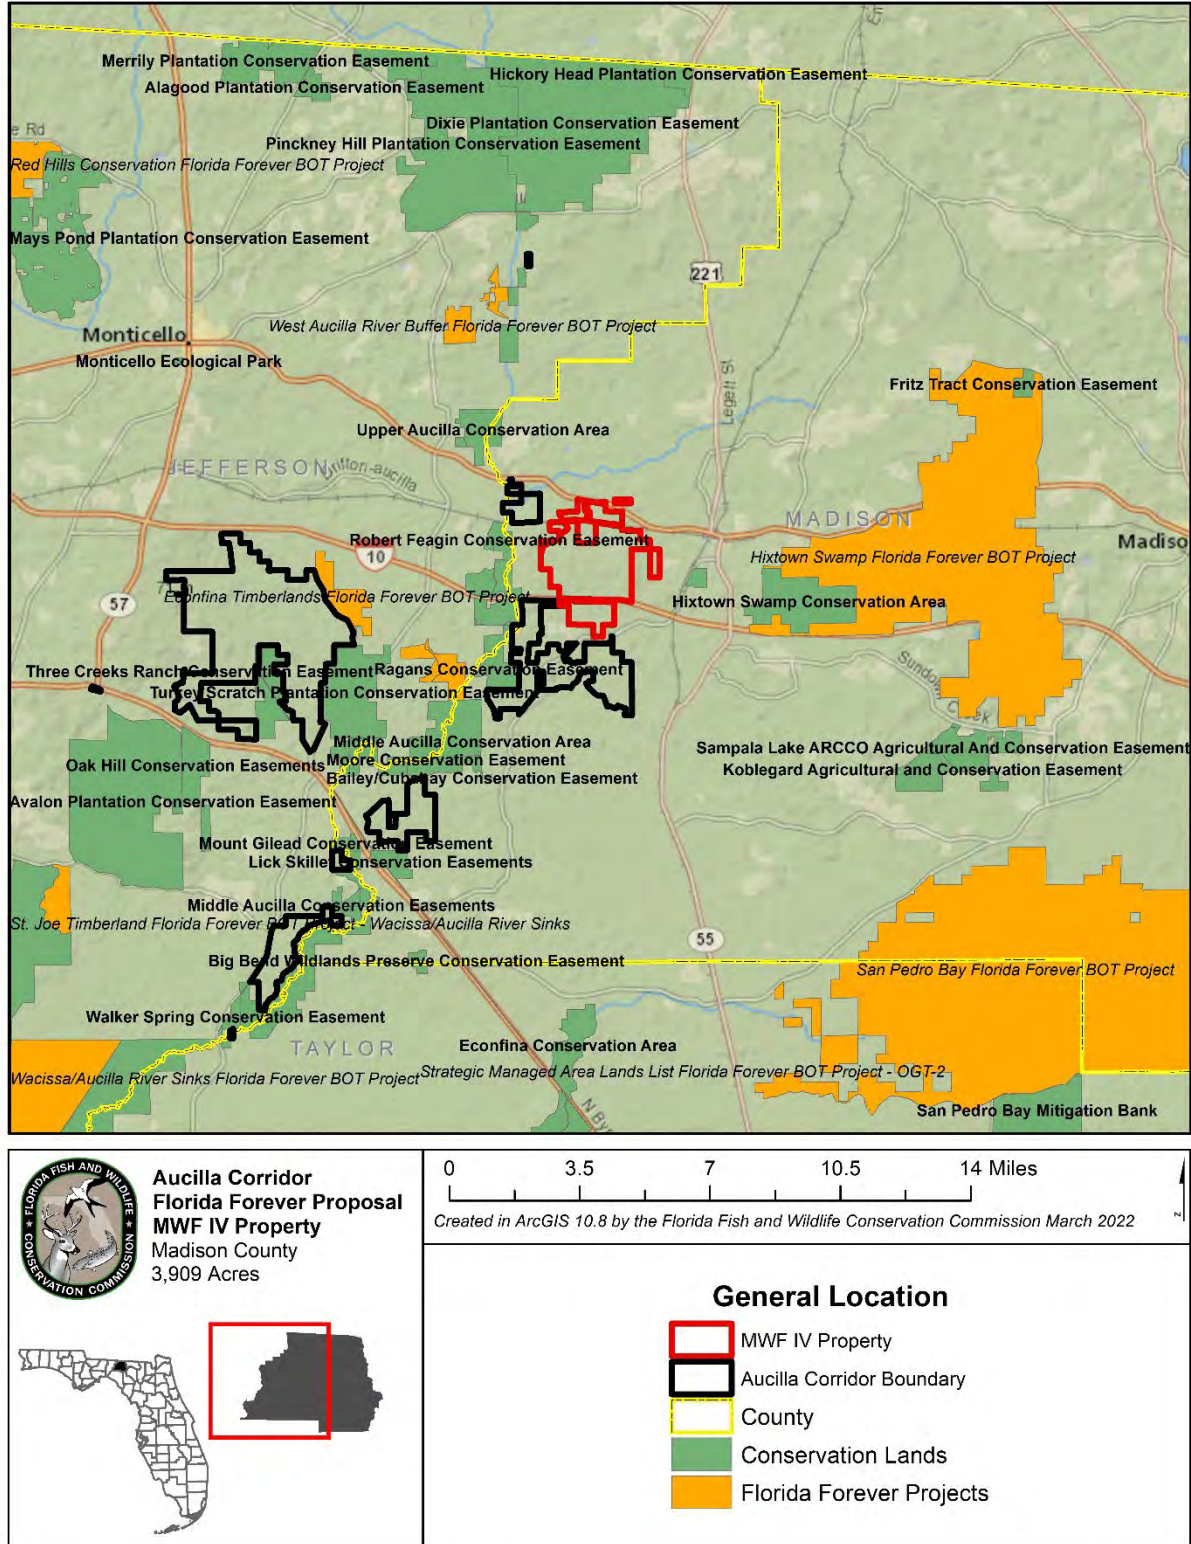 Merrily Plantation Conservation Easement
Hickory Head Plantation Conservation Easement
Alagood Plantation Conservation Easement
Dixie Plantation Conservation Easement
e Rd
Pinckney Hill Plantation Conservation Easement
Red Hills Conservation Florida Forever BOT Project
Mays Pond Plantation Conservation Easement
221
West Aucilla River Buffer Florida Forever BOT Project
Monticello
Monticello Ecological Park
Legett St
Fritz Tract Conservation Easement
Upper Aucilla Conservation Area
JEFFERSON
MADISON
Robert Feagin Conservation Easement
Madiso
10
Hixtown Swamp Florida Forever BOT Project
57
Econfina Timberlands Florida Forever BOT Project
Hixtown Swamp Conservation Area
Three Creeks Ranch Conservation Easement
Ragans Conservation Easement
Turkey Scratch Plantation Conservation Easement
Middle Aucilla Conservation Area
Sampala Lake ARCCO Agricultural And Conservation Easement
Oak Hill Conservation Easements
Moore Conservation Easement
Koblegard Agricultural and Conservation Easement
Bailey/Cubitay Conservation Easement
Avalon Plantation Conservation Easement
Mount Gilead Conservation Easement
Lick Skillet Conservation Easements
Middle Aucilla Conservation Easements
St. Joe Timberland Florida Forever BOT Project - Wacissa/Aucilla River Sinks
55
Big Bend Wildlands Preserve Conservation Easement
San Pedro Bay Florida Forever BOT Project
Walker Spring Conservation Easement
TAYLOR
Econfina Conservation Area
Wacissa/Aucilla River Sinks Florida Forever BOT Project
Strategic Managed Area Lands List Florida Forever BOT Project - OGT-2
San Pedro Bay Mitigation Bank
FLORIDA FISH AND WILDLIFE
CONSERVATION COMMISSION
Aucilla Corridor
Florida Forever Proposal
MWF IV Property
Madison County
3,909 Acres
0 3.5 7 10.5 14 Miles
Created in ArcGIS 10.8 by the Florida Fish and Wildlife Conservation Commission March 2022
z
General Location
MWF IV Property
Aucilla Corridor Boundary
County
Conservation Lands
Florida Forever Projects